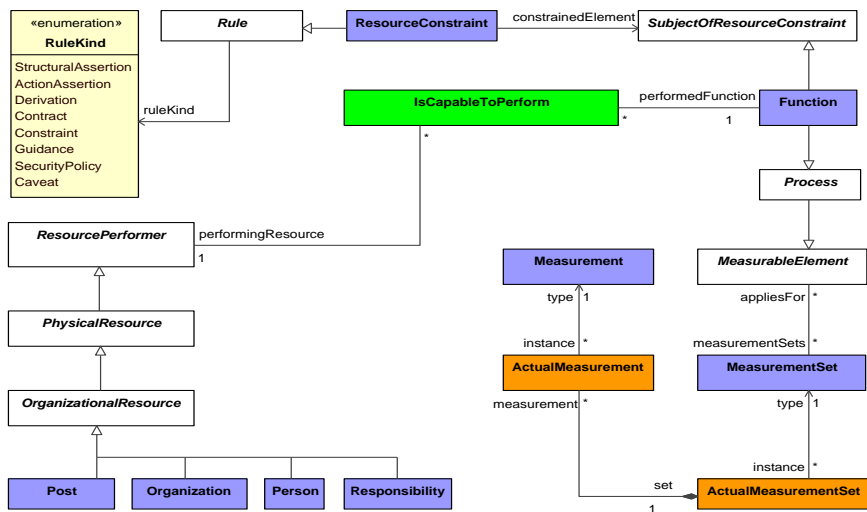 «enumeration»
RuleKind
StructuralAssertion
ActionAssertion
Derivation
Contract
Constraint
Guidance
SecurityPolicy
Caveat
Rule
ResourceConstraint
constrainedElement
SubjectOfResourceConstraint
ruleKind
IsCapableToPerform
*
*
performedFunction
1
Function
Process
ResourcePerformer
performingResource
1
Measurement
MeasurableElement
type 1
appliesFor *
PhysicalResource
instance *
measurementSets *
ActualMeasurement
MeasurementSet
OrganizationalResource
measurement *
type 1
instance *
Post
Organization
Person
Responsibility
set
1
ActualMeasurementSet